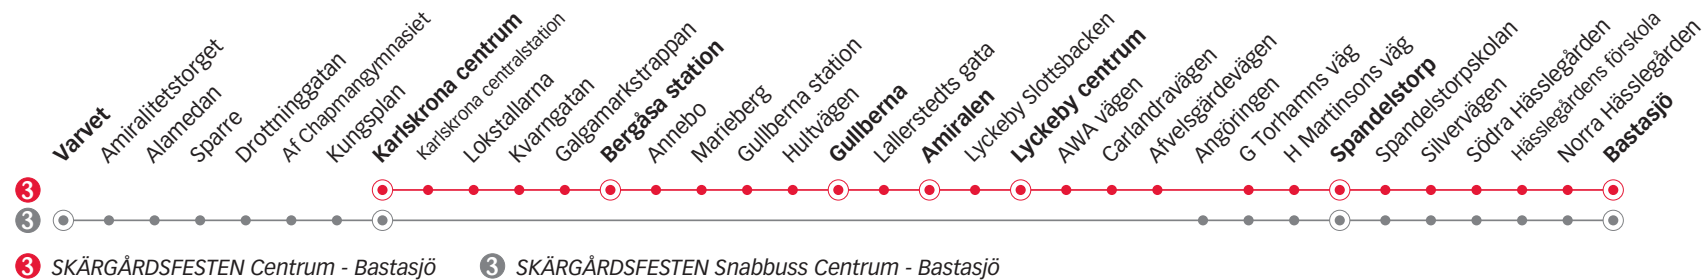 Varvet
Amiralitetstorget
Alamedan
Sparre
Drottninggatan
Af Chapmangymnasiet
Kungsplan
Karlskrona centrum
Karlskrona centralstation
Lokstallarna
Kvarngatan
Galgamarkstrappan
Bergåsa station
Annebo
Marieberg
Gullberna station
Hultvägen
Gullberna
Lallerstedts gata
Amiralen
Lyckeby Slottsbacken
Lyckeby centrum
AWA vägen
Carlandravägen
Afvelsgärdevägen
Angöringen
G Torhamns väg
H Martinsons väg
Spandelstorp
Spandelstorpskolan
Silvervägen
Södra Hässlegården
Hässlegårdens förskola
Norra Hässlegården
Bastasjö
3
3
3 SKÄRGÅRDSFESTEN Centrum - Bastasjö
3 SKÄRGÅRDSFESTEN Snabbuss Centrum - Bastasjö